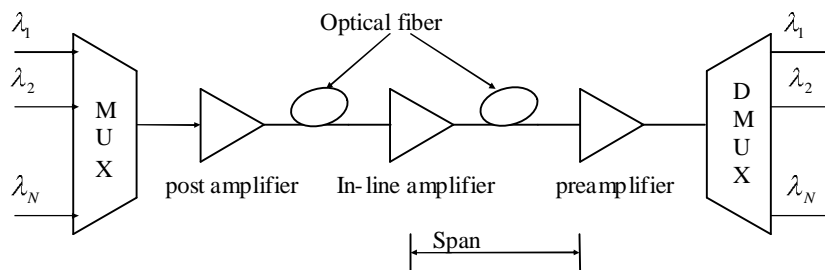 Optical fiber
λ1
λ2
λN
M
U
X
post amplifier
In-line amplifier
preamplifier
D
M
U
X
λ1
λ2
λN
Span